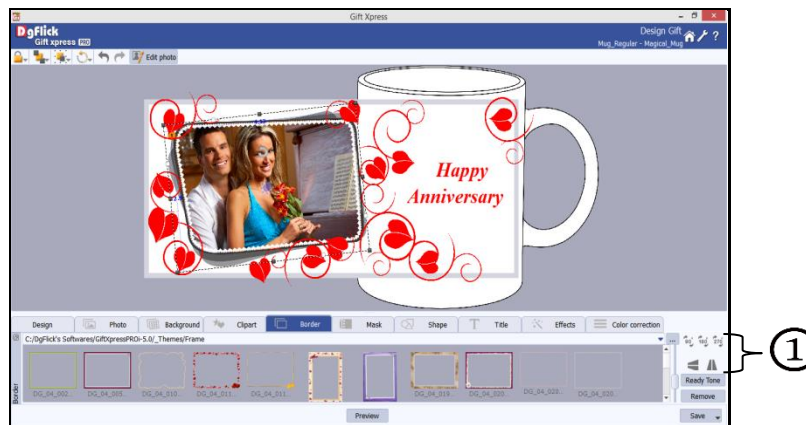 Gift Xpress
DgFlick
Gift xpress PRO
Design Gift
Mug_Regular - Magical_Mug
Edit photo
Happy
Anniversary
Design Photo Background Clipart Border Mask Shape Title Effects Color correction
C:/DgFlick's Softwares/GiftXpressPRO-5.0/_Themes/Frame
Border
DG_04_002... DG_04_005... DG_04_010... DG_04_011... DG_04_011... DG_04_019... DG_04_020... DG_04_020... DG_04_020...
Ready Tone
Remove
Preview
Save
1